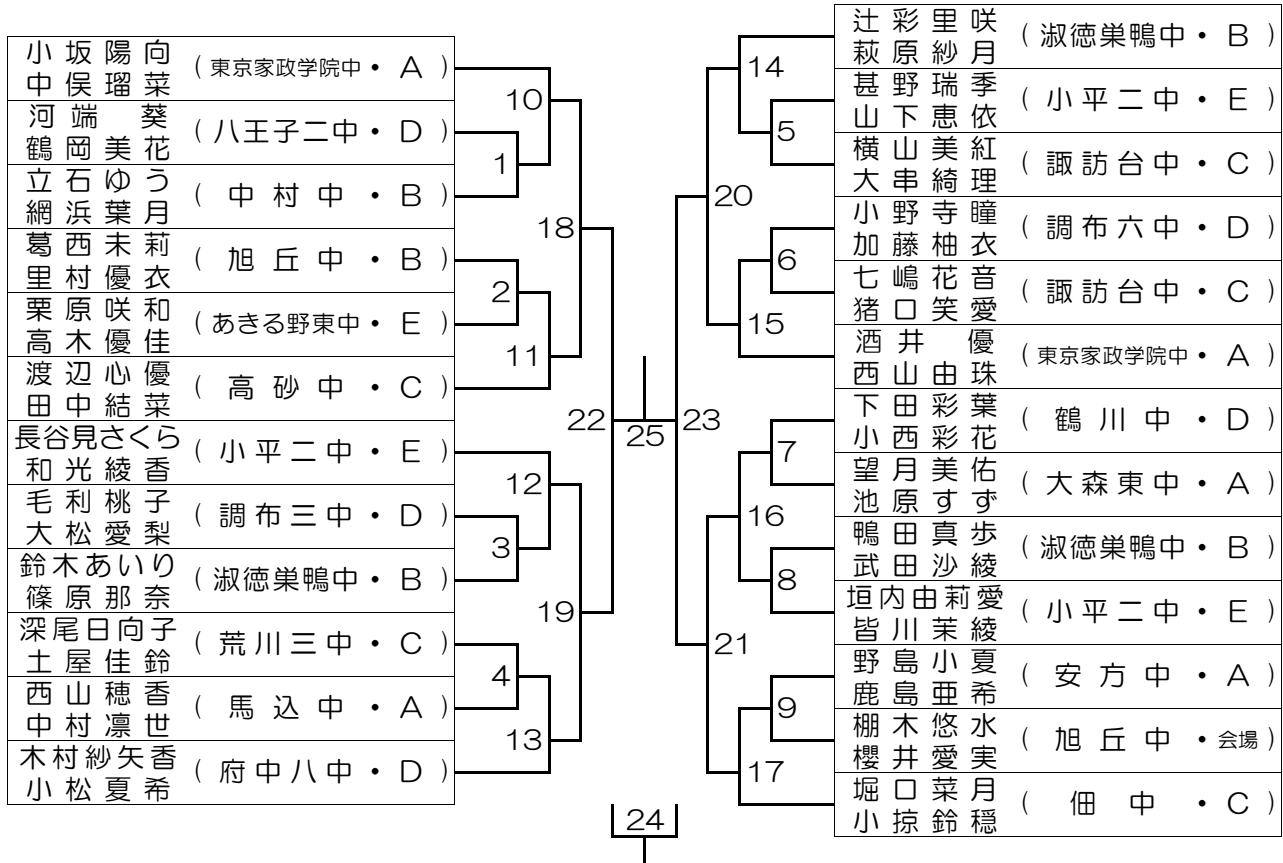 小坂陽向
中俣瑠菜
(東京家政学院中・A)
河端 葵
鶴岡美花
(八王子二中・D)
立石ゆう
網浜葉月
(中村中・B)
葛西未莉
里村優衣
(旭丘中・B)
栗原咲和
高木優佳
(あきる野東中・E)
渡辺心優
田中結菜
(高砂中・C)
長谷見さくら
和光綾香
(小平二中・E)
毛利桃子
大松愛梨
(調布三中・D)
鈴木あいり
篠原那奈
(淑徳巣鴨中・B)
深尾日向子
土屋佳鈴
(荒川三中・C)
西山穂香
中村凛世
(馬込中・A)
木村紗矢香
小松夏希
(府中八中・D)
10
1
18
2
11
22
12
3
19
4
13
25
24
14
5
20
6
15
23
7
16
8
21
9
17
辻彩里咲
萩原紗月
(淑徳巣鴨中・B)
甚野瑞季
山下恵依
(小平二中・E)
横山美紅
大串綺理
(諏訪台中・C)
小野寺瞳
加藤柚衣
(調布六中・D)
七嶋花音
猪口笑愛
(諏訪台中・C)
酒井 優
西山由珠
(東京家政学院中・A)
下田彩葉
小西彩花
(鶴川中・D)
望月美佑
池原すず
(大森東中・A)
鴨田真歩
武田沙綾
(淑徳巣鴨中・B)
垣内由莉愛
皆川茉綾
(小平二中・E)
野島小夏
鹿島亜希
(安方中・A)
棚木悠水
櫻井愛実
(旭丘中・会場)
堀口菜月
小掠鈴穏
(佃中・C)